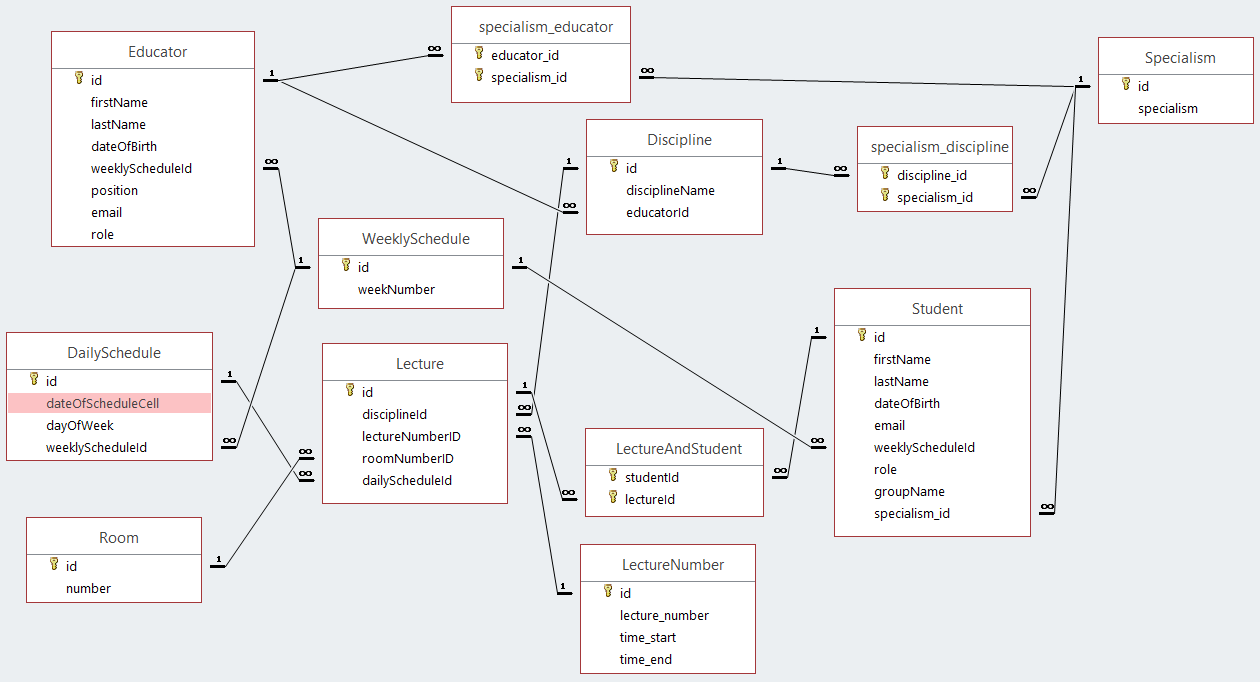 Educator
id
firstName
lastName
dateOfBirth
weeklyScheduleId
position
email
role
specialism_educator
educator_id
specialism_id
Specialism
id
specialism
Discipline
id
disciplineName
educatorId
specialism_discipline
discipline_id
specialism_id
WeeklySchedule
id
weekNumber
Student
id
firstName
lastName
dateOfBirth
email
weeklyScheduleId
role
groupName
specialism_id
DailySchedule
id
dateOfScheduleCell
dayOfWeek
weeklyScheduleId
Lecture
id
disciplineId
lectureNumberID
roomNumberID
dailyScheduleId
LectureAndStudent
studentId
lectureId
Room
id
number
LectureNumber
id
lecture_number
time_start
time_end
1
∞
∞
1
1
∞
1
∞
∞
∞
1
1
∞
1
1
1
∞
∞
∞
∞
∞
∞
∞
∞
1
1